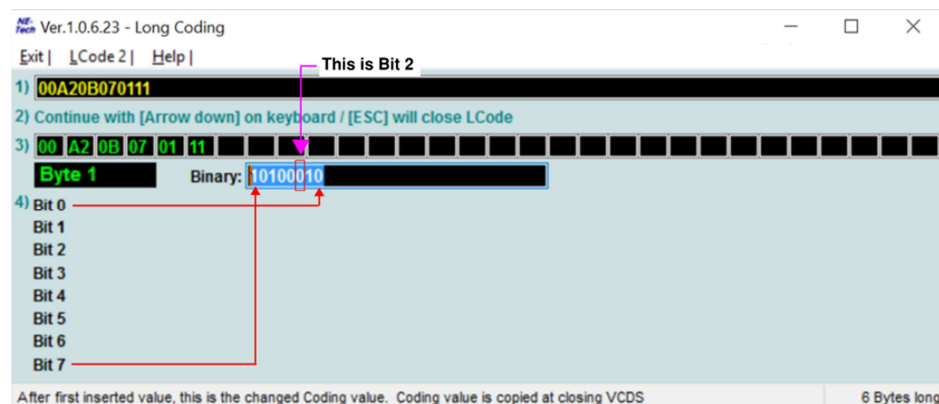 NE-Tech Ver.1.0.6.23 - Long Coding
Exit | LCode 2 | Help |
This is Bit 2
1) 00A20B070111
2) Continue with [Arrow down] on keyboard / [ESC] will close LCode
3) 00 A2 0B 07 01 11
Byte 1 Binary: 10100010
4) Bit 0
Bit 1
Bit 2
Bit 3
Bit 4
Bit 5
Bit 6
Bit 7
After first inserted value, this is the changed Coding value. Coding value is copied at closing VCDS 6 Bytes long